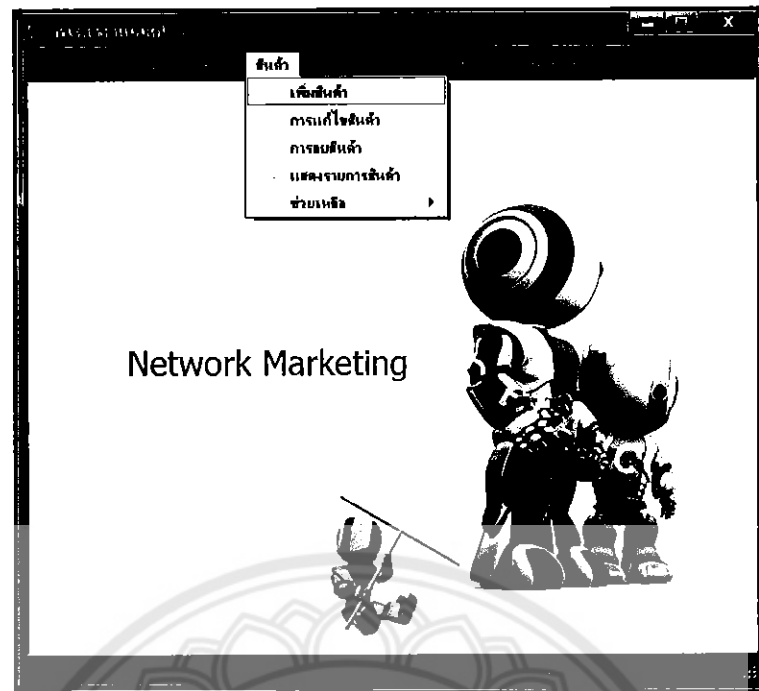 สินค้า
เพิ่มสินค้า
การแก้ไขสินค้า
การลบสินค้า
แสดงรายการสินค้า
ช่วยเหลือ
Network Marketing